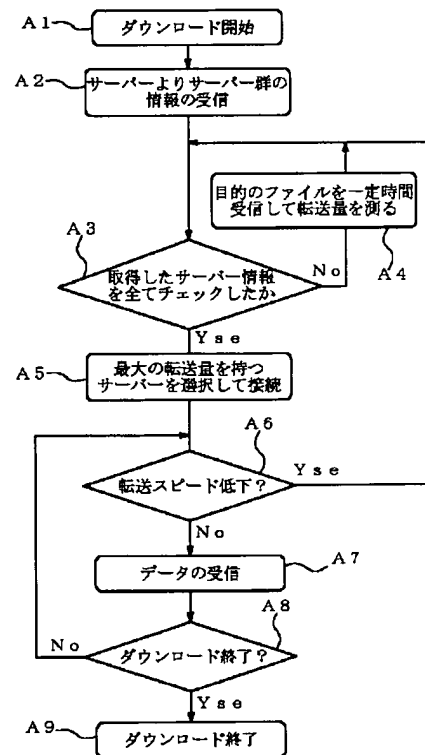 A1
ダウンロード開始
A2
サーバーよりサーバー群の
情報の受信
目的のファイルを一定時間
受信して転送量を測る
A4
A3
取得したサーバー情報
を全てチェックしたか
No
Yse
A5
最大の転送量を持つ
サーバーを選択して接続
A6
転送スピード低下?
Yse
No
データの受信
A7
A8
No
ダウンロード終了?
Yse
A9
ダウンロード終了